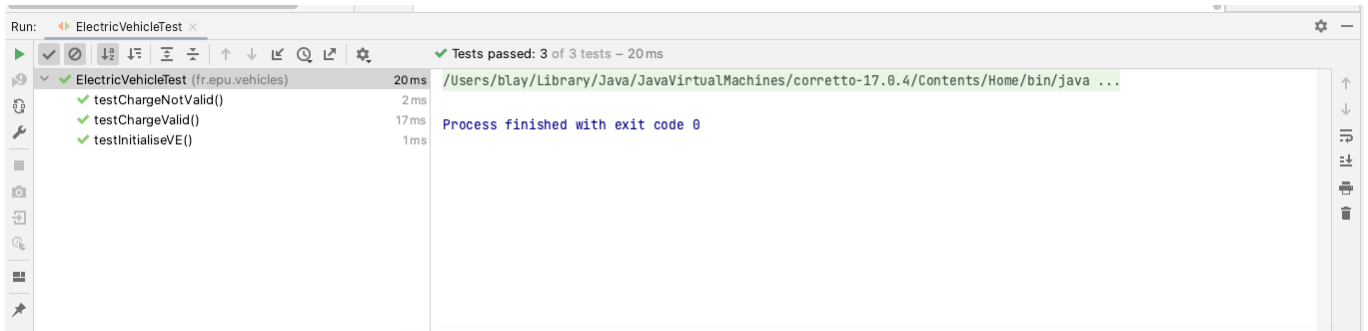 Run: ElectricVehicleTest
Tests passed: 3 of 3 tests – 20 ms
ElectricVehicleTest (fr.epu.vehicles) 20 ms
testChargeNotValid() 2 ms
testChargeValid() 17 ms
testInitialiseVE() 1 ms
/Users/blay/Library/Java/JavaVirtualMachines/corretto-17.0.4/Contents/Home/bin/java ...
Process finished with exit code 0